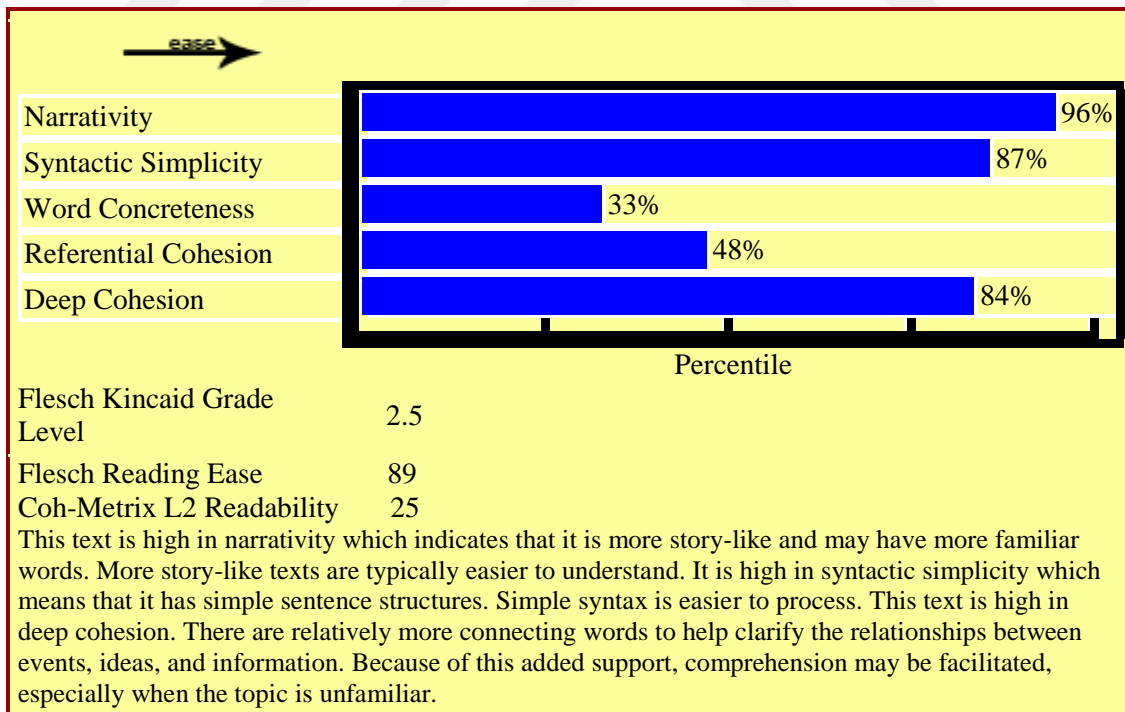 ease
Narrativity 96%
Syntactic Simplicity 87%
Word Concreteness 33%
Referential Cohesion 48%
Deep Cohesion 84%
Percentile
Flesch Kincaid Grade
Level 2.5
Flesch Reading Ease 89
Coh-Metrix L2 Readability 25
This text is high in narrativity which indicates that it is more story-like and may have more familiar
words. More story-like texts are typically easier to understand. It is high in syntactic simplicity which
means that it has simple sentence structures. Simple syntax is easier to process. This text is high in
deep cohesion. There are relatively more connecting words to help clarify the relationships between
events, ideas, and information. Because of this added support, comprehension may be facilitated,
especially when the topic is unfamiliar.